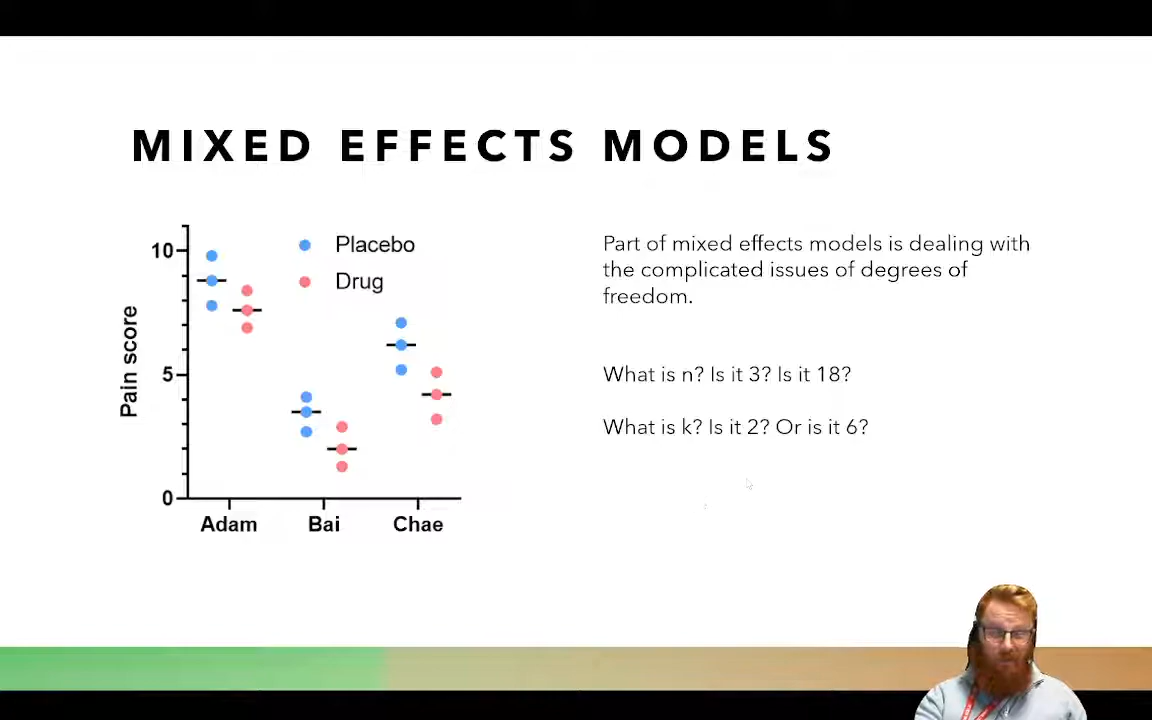 MIXED EFFECTS MODELS
10
Placebo
Drug
Pain score
5
0
Adam Bai Chae
Part of mixed effects models is dealing with
the complicated issues of degrees of
freedom.
What is n? Is it 3? Is it 18?
What is k? Is it 2? Or is it 6?